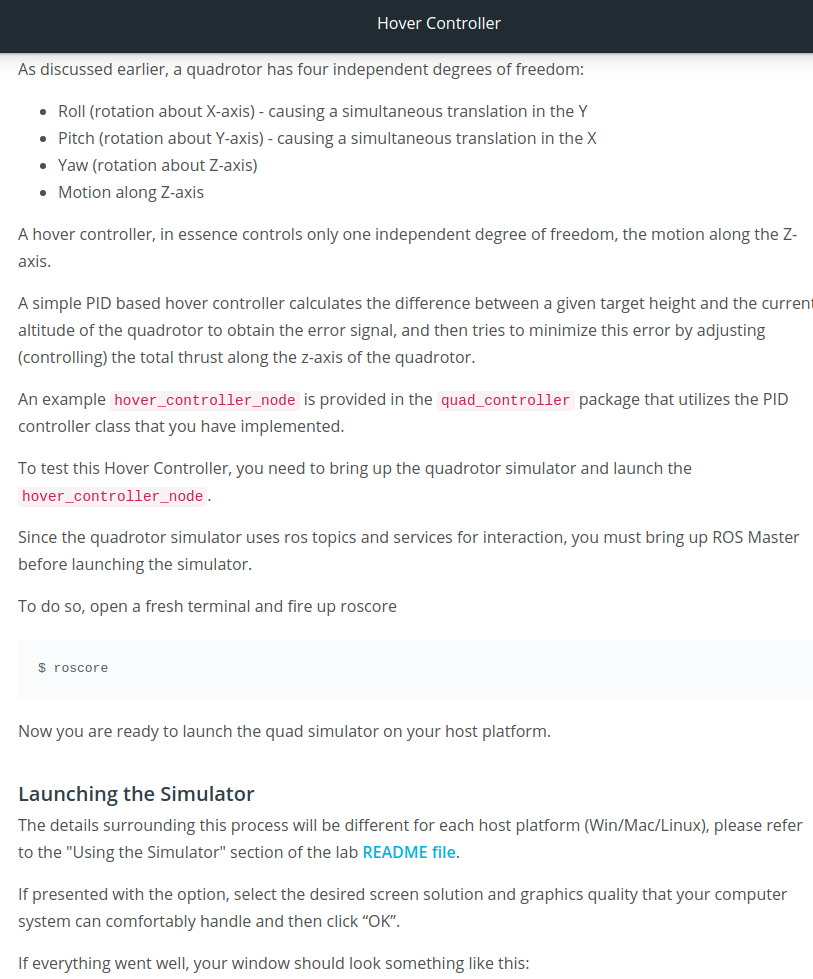 Hover Controller
As discussed earlier, a quadrotor has four independent degrees of freedom:
• Roll (rotation about X-axis) - causing a simultaneous translation in the Y
• Pitch (rotation about Y-axis) - causing a simultaneous translation in the X
• Yaw (rotation about Z-axis)
• Motion along Z-axis
A hover controller, in essence controls only one independent degree of freedom, the motion along the Z-
axis.
A simple PID based hover controller calculates the difference between a given target height and the current
altitude of the quadrotor to obtain the error signal, and then tries to minimize this error by adjusting
(controlling) the total thrust along the z-axis of the quadrotor.
An example hover_controller_node is provided in the quad_controller package that utilizes the PID
controller class that you have implemented.
To test this Hover Controller, you need to bring up the quadrotor simulator and launch the
hover_controller_node.
Since the quadrotor simulator uses ros topics and services for interaction, you must bring up ROS Master
before launching the simulator.
To do so, open a fresh terminal and fire up roscore
$ roscore
Now you are ready to launch the quad simulator on your host platform.
Launching the Simulator
The details surrounding this process will be different for each host platform (Win/Mac/Linux), please refer
to the "Using the Simulator" section of the lab README file.
If presented with the option, select the desired screen solution and graphics quality that your computer
system can comfortably handle and then click “OK”.
If everything went well, your window should look something like this: